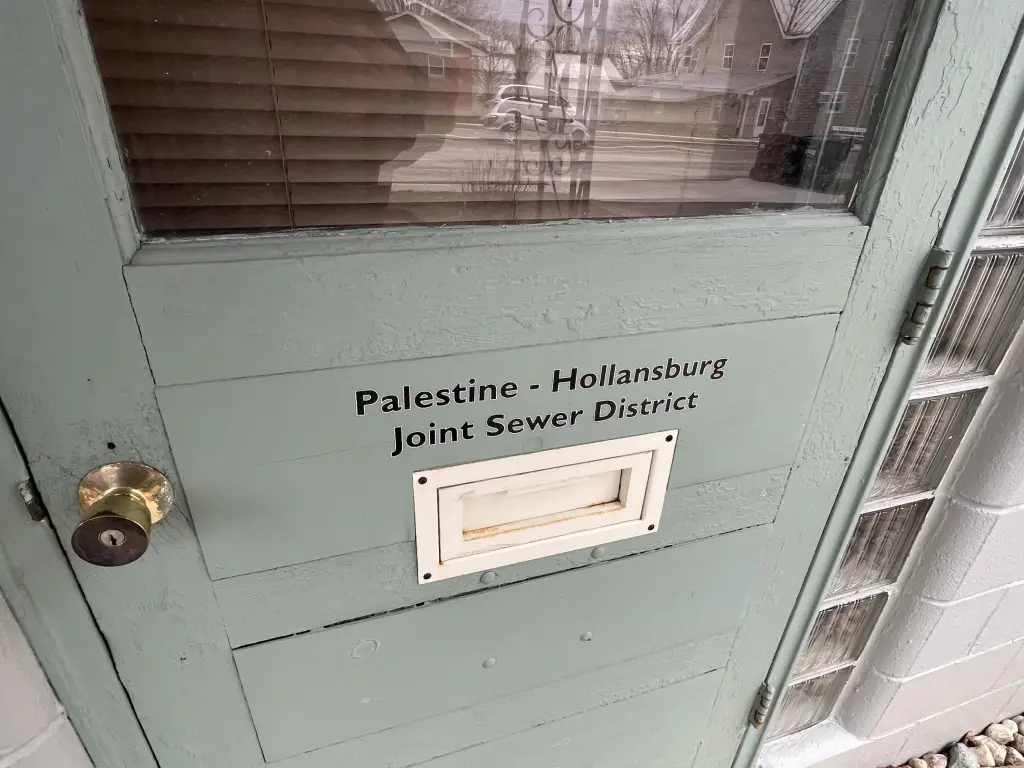 Palestine - Hollansburg
Joint Sewer District